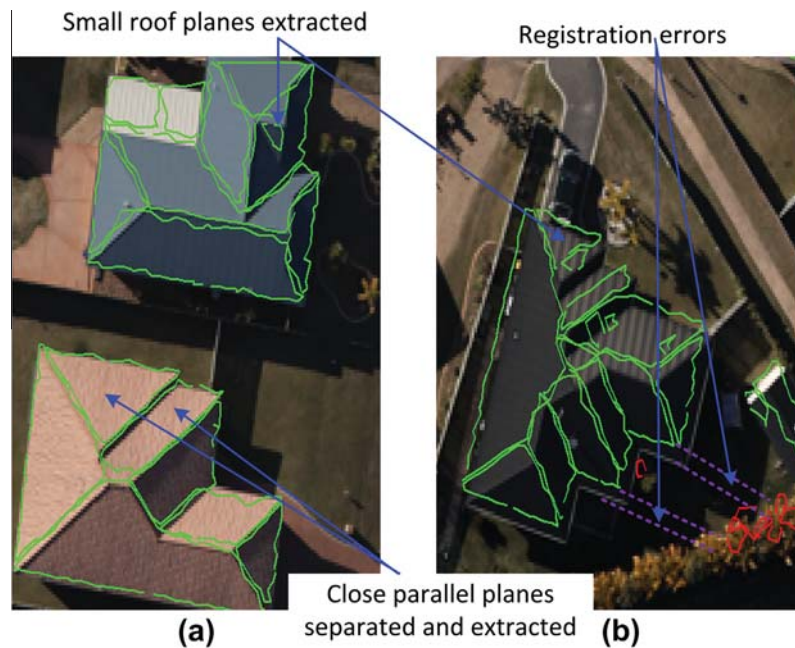 Small roof planes extracted
Registration errors
Close parallel planes
separated and extracted
(a)
(b)